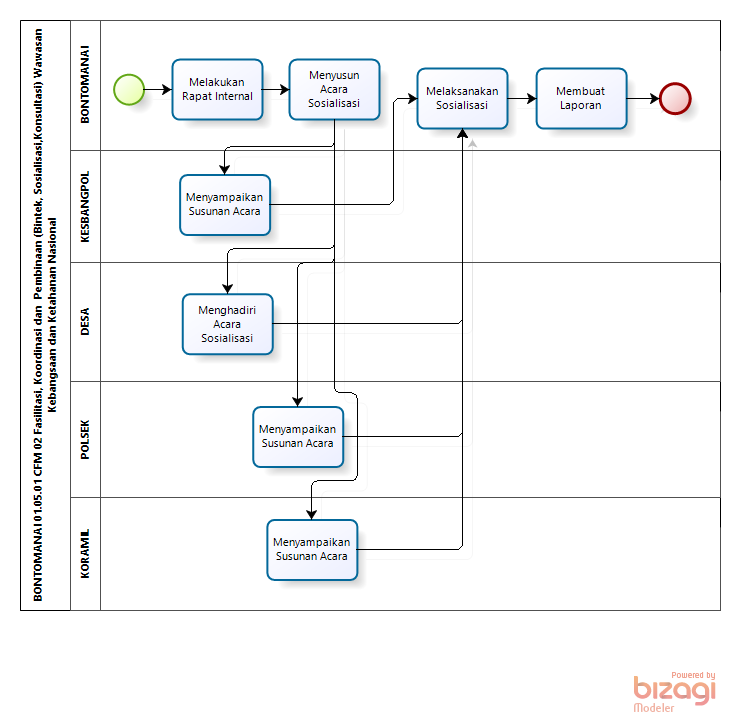 BONTOMANAI 01.05.01 CFM 02 Fasilitasi, Koordinasi dan  Pembinaan (Bintek, Sosialisasi,Konsultasi) Wawasan
Kebangsaan dan Ketahanan Nasional
BONTOMANAI
Melakukan
Rapat Internal
Menyusun
Acara
Sosialisasi
Melaksanakan
Sosialisasi
Membuat
Laporan
KESBANGPOL
Menyampaikan
Susunan Acara
DESA
Menghadiri
Acara
Sosialisasi
POLSEK
Menyampaikan
Susunan Acara
KORAMIL
Menyampaikan
Susunan Acara
Powered by
bizagi
Modeler